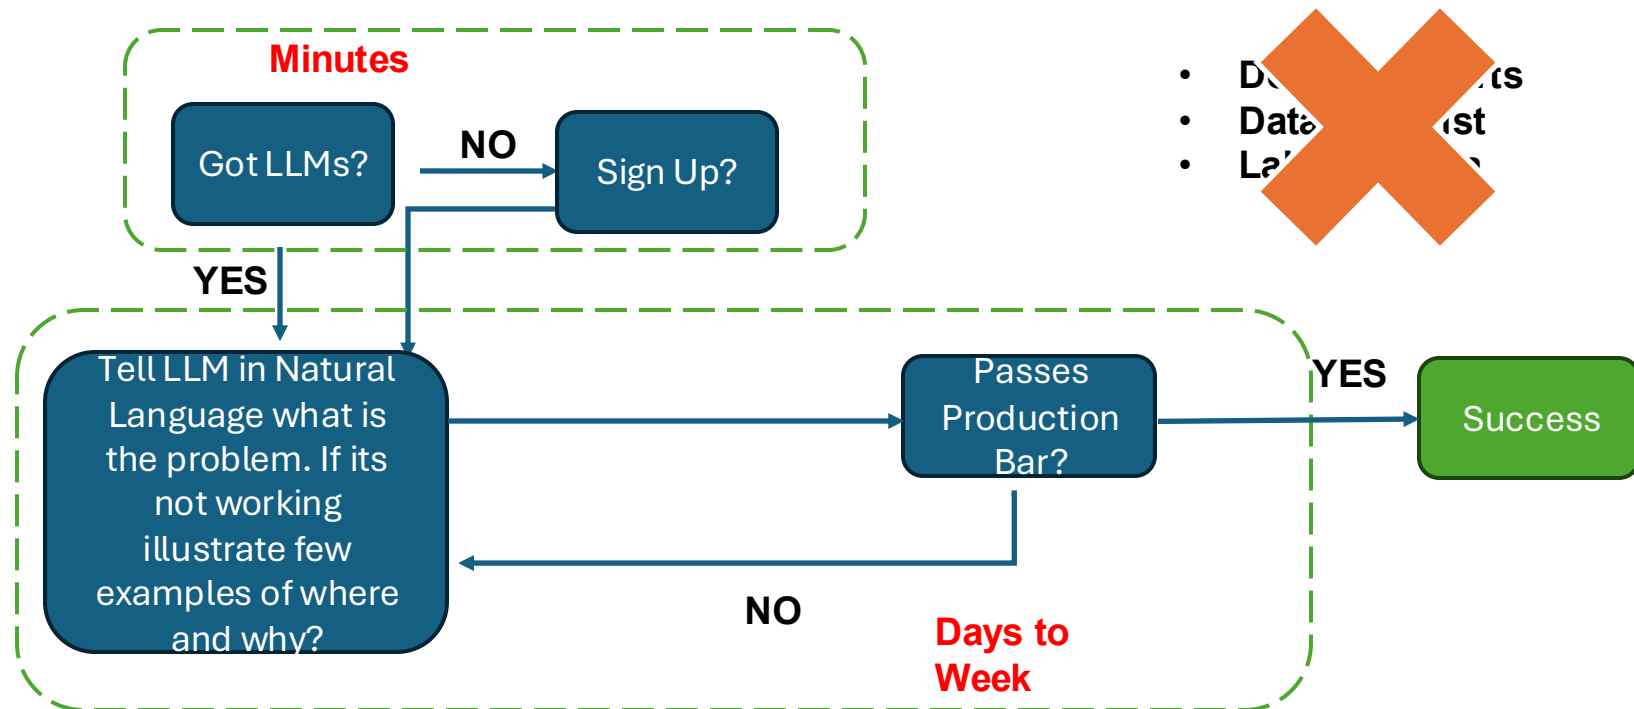 Minutes
Got LLMs?
NO
Sign Up?
Data
YES
Tell LLM in Natural
Language what is
the problem. If its
not working
illustrate few
examples of where
and why?
Passes
Production
Bar?
YES
Success
NO
Days to
Week